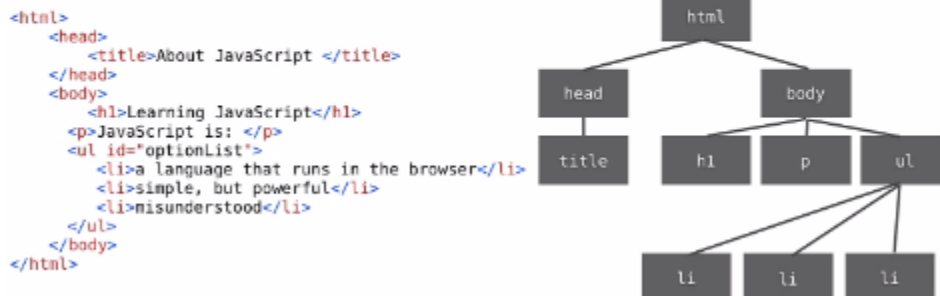 <html>
<head>
<title>About JavaScript </title>
</head>
<body>
<h1>Learning JavaScript</h1>
<p>JavaScript is: </p>
<ul id="optionList">
<li>a language that runs in the browser</li>
<li>simple, but powerful</li>
<li>misunderstood</li>
</ul>
</body>
</html>
html
head body
title h1 p ul
li li li